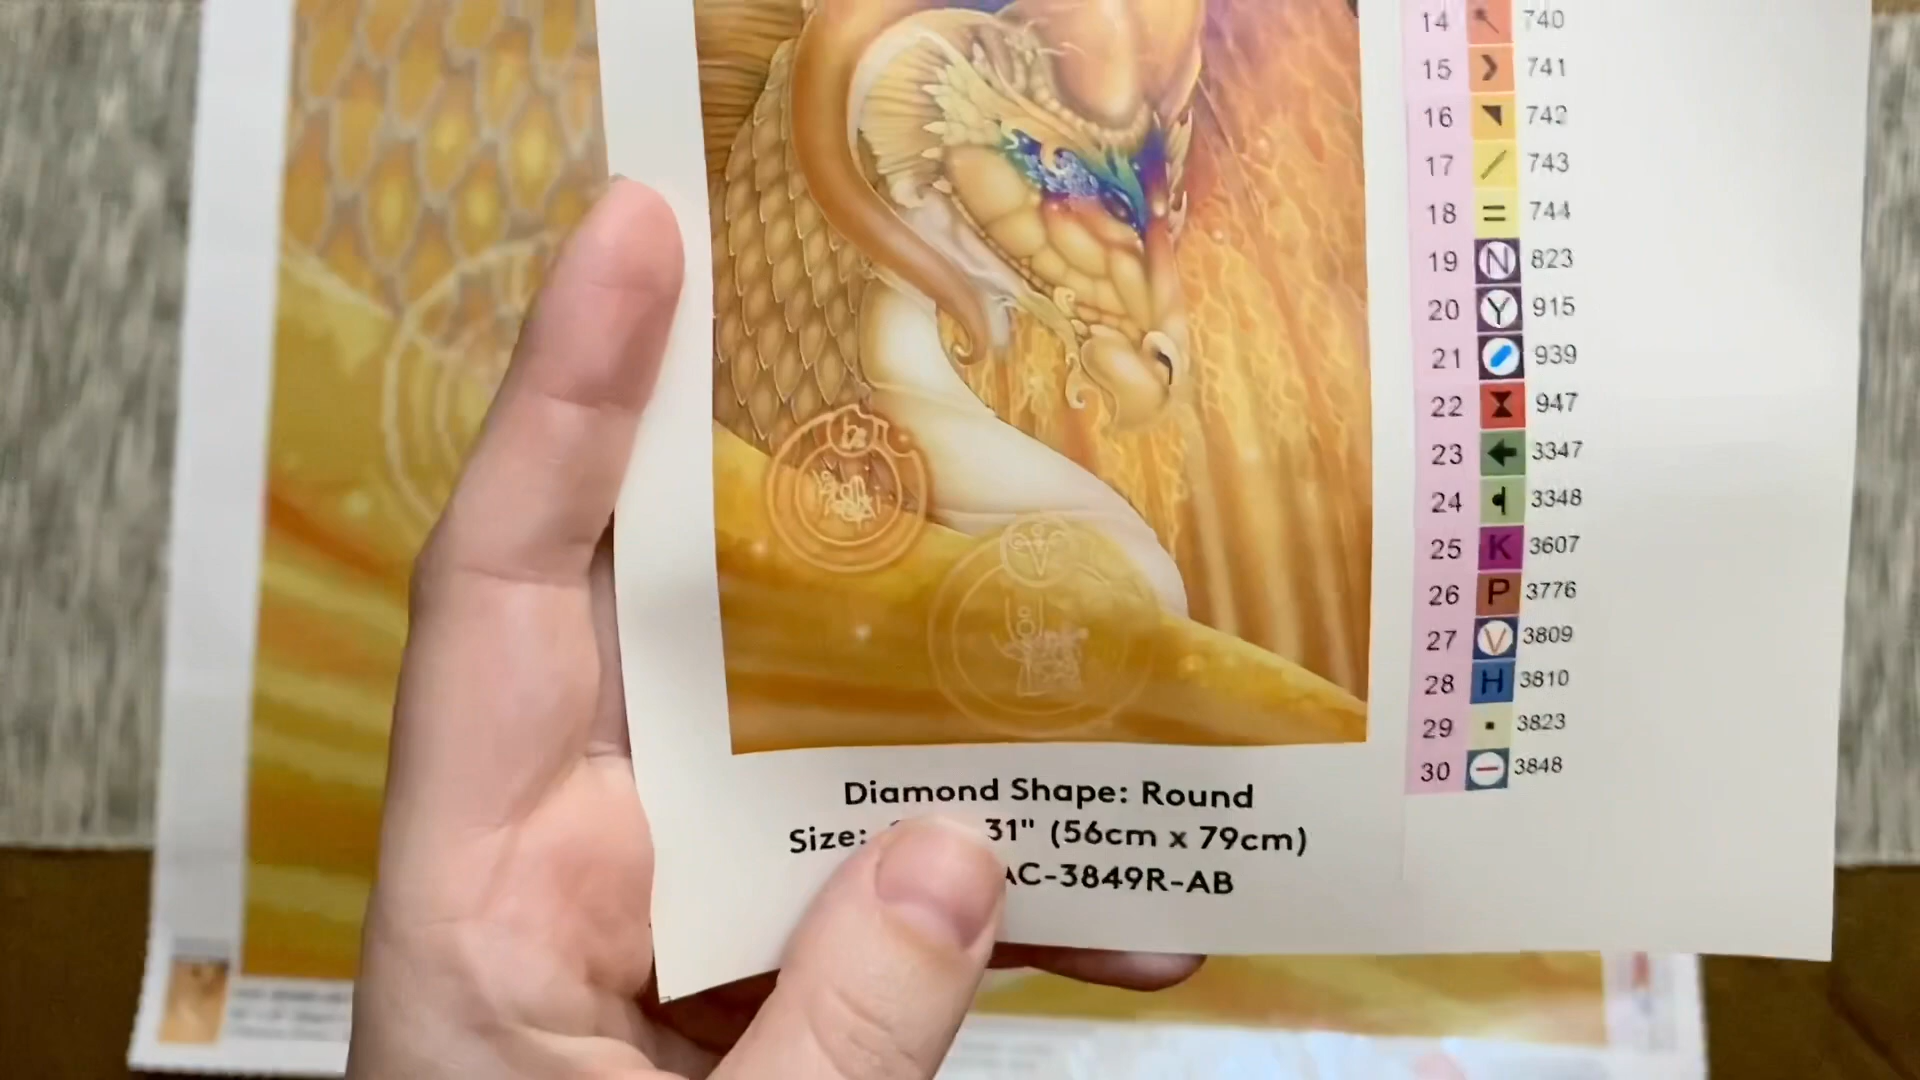 14 740
15 741
16 742
17 743
18 744
19 N 823
20 Y 915
21 939
22 947
23 3347
24 3348
25 K 3607
26 P 3776
27 V 3809
28 H 3810
29 3823
30 3848
Diamond Shape: Round
Size: 31" (56cm x 79cm)
AC-3849R-AB